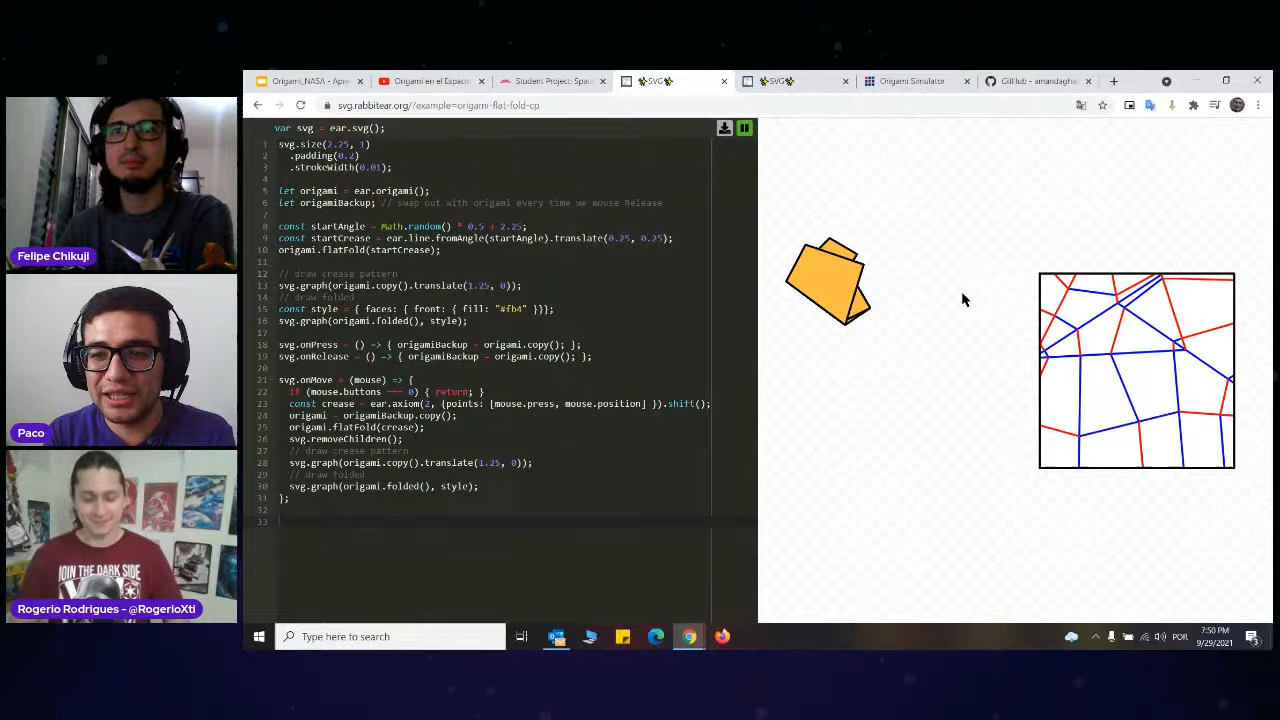 Origami_NASA - Apre
Origami en el Espacio
Student Project: Spac
SVG
SVG
Origami Simulator
GitHub - amandagha
svg.rabbitear.org/?example=origami-flat-fold-cp
var svg = ear.svg();
1 svg.size(2.25, 1)
2 .padding(0.2)
3 .strokeWidth(0.01);
4
5 let origami = ear.origami();
6 let origamiBackup; // swap out with origami every time we mouse Release
7
8 const startAngle = Math.random() * 0.5 + 2.25;
9 const startCrease = ear.line.fromAngle(startAngle).translate(0.25, 0.25);
10 origami.flatFold(startCrease);
11
12 // draw crease pattern
13 svg.graph(origami.copy().translate(1.25, 0));
14 // draw folded
15 const style = { faces: { front: { fill: "#fb4" }}};
16 svg.graph(origami.folded(), style);
17
18 svg.onPress = () => { origamiBackup = origami.copy(); };
19 svg.onRelease = () => { origamiBackup = origami.copy(); };
20
21 svg.onMove = (mouse) => {
22 if (mouse.buttons === 0) { return; }
23 const crease = ear.axiom(2, {points: [mouse.press, mouse.position] }).shift();
24 origami = origamiBackup.copy();
25 origami.flatFold(crease);
26 svg.removeChildren();
27 // draw crease pattern
28 svg.graph(origami.copy().translate(1.25, 0));
29 // draw folded
30 svg.graph(origami.folded(), style);
31 };
32
33
Felipe Chikuji
Paco
JOIN THE DARK SIDE
Rogerio Rodrigues - @RogerioXti
Type here to search
POR
7:50 PM
9/29/2021
3